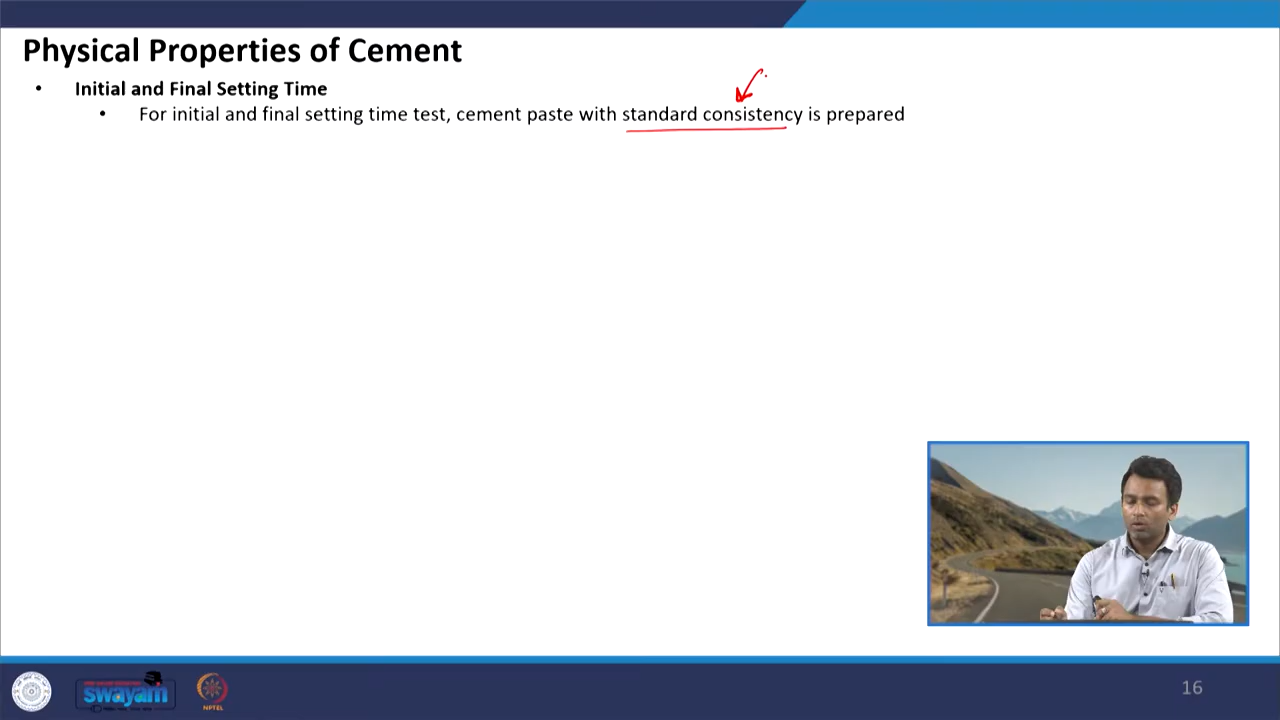 Physical Properties of Cement
• Initial and Final Setting Time
• For initial and final setting time test, cement paste with standard consistency is prepared
swayam
NPTEL
16